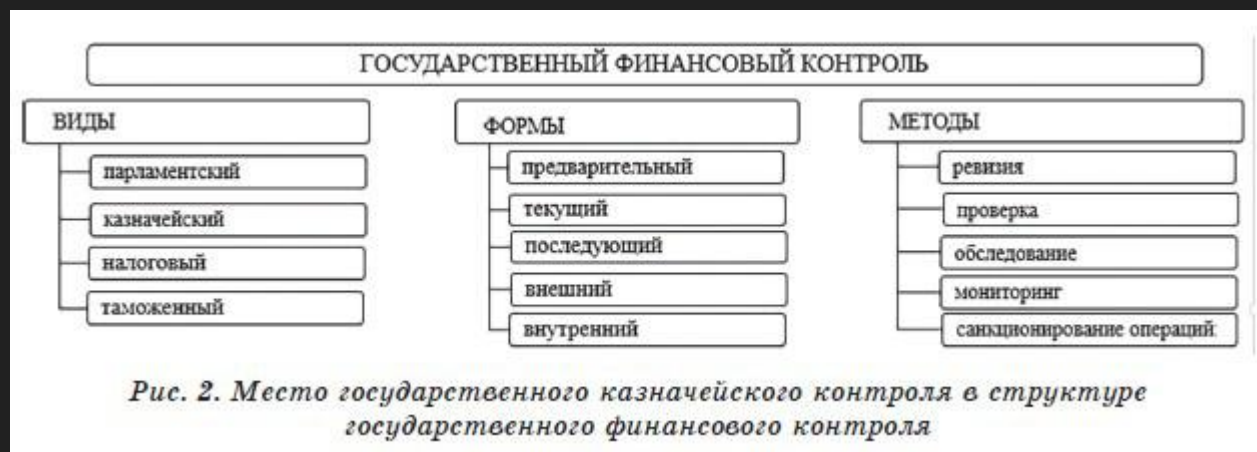 ГОСУДАРСТВЕННЫЙ ФИНАНСОВЫЙ КОНТРОЛЬ
ВИДЫ
парламентский
казначейский
налоговый
таможенный
ФОРМЫ
предварительный
текущий
последующий
внешний
внутренний
МЕТОДЫ
ревизия
проверка
обследование
мониторинг
санкционирование операций
Рис. 2. Место государственного казначейского контроля в структуре
государственного финансового контроля